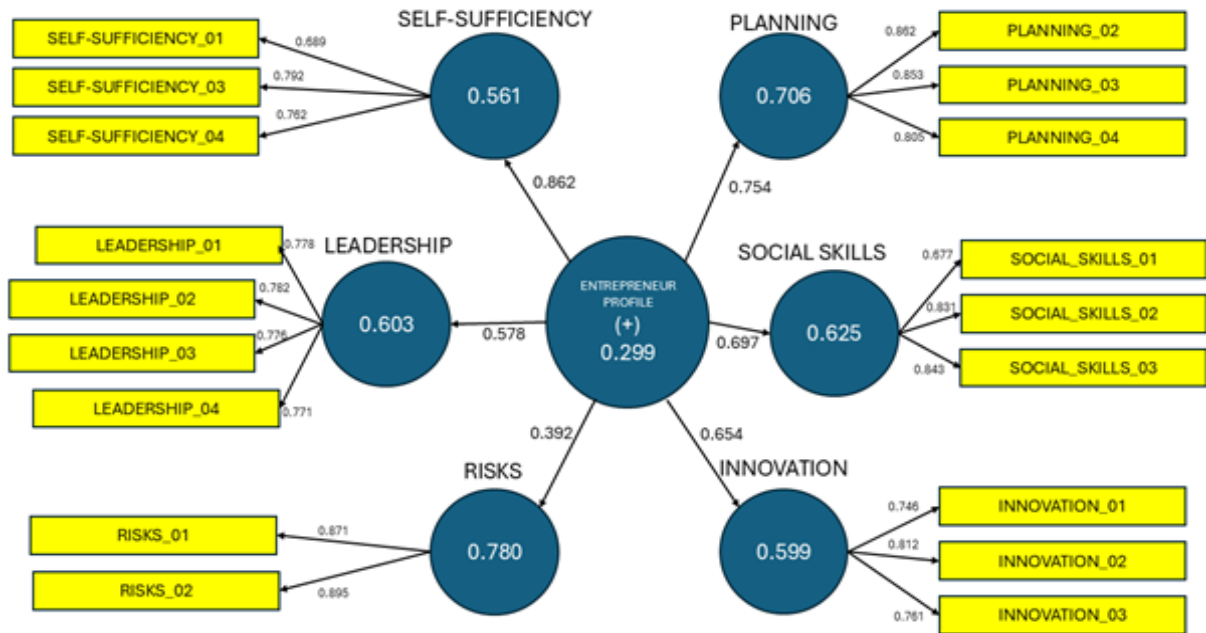 SELF-SUFFICIENCY
SELF-SUFFICIENCY_01
SELF-SUFFICIENCY_03
SELF-SUFFICIENCY_04
0.689
0.792
0.762
0.561
0.862
PLANNING
0.706
0.862
0.853
0.805
PLANNING_02
PLANNING_03
PLANNING_04
0.754
LEADERSHIP
LEADERSHIP_01
LEADERSHIP_02
LEADERSHIP_03
LEADERSHIP_04
0.778
0.782
0.776
0.771
0.603
0.578
ENTREPRENEUR
PROFILE
(+)
0.299
SOCIAL SKILLS
0.697
0.625
0.677
0.831
0.843
SOCIAL_SKILLS_01
SOCIAL_SKILLS_02
SOCIAL_SKILLS_03
0.392
RISKS
RISKS_01
RISKS_02
0.871
0.895
0.780
0.654
INNOVATION
0.599
0.746
0.812
0.761
INNOVATION_01
INNOVATION_02
INNOVATION_03